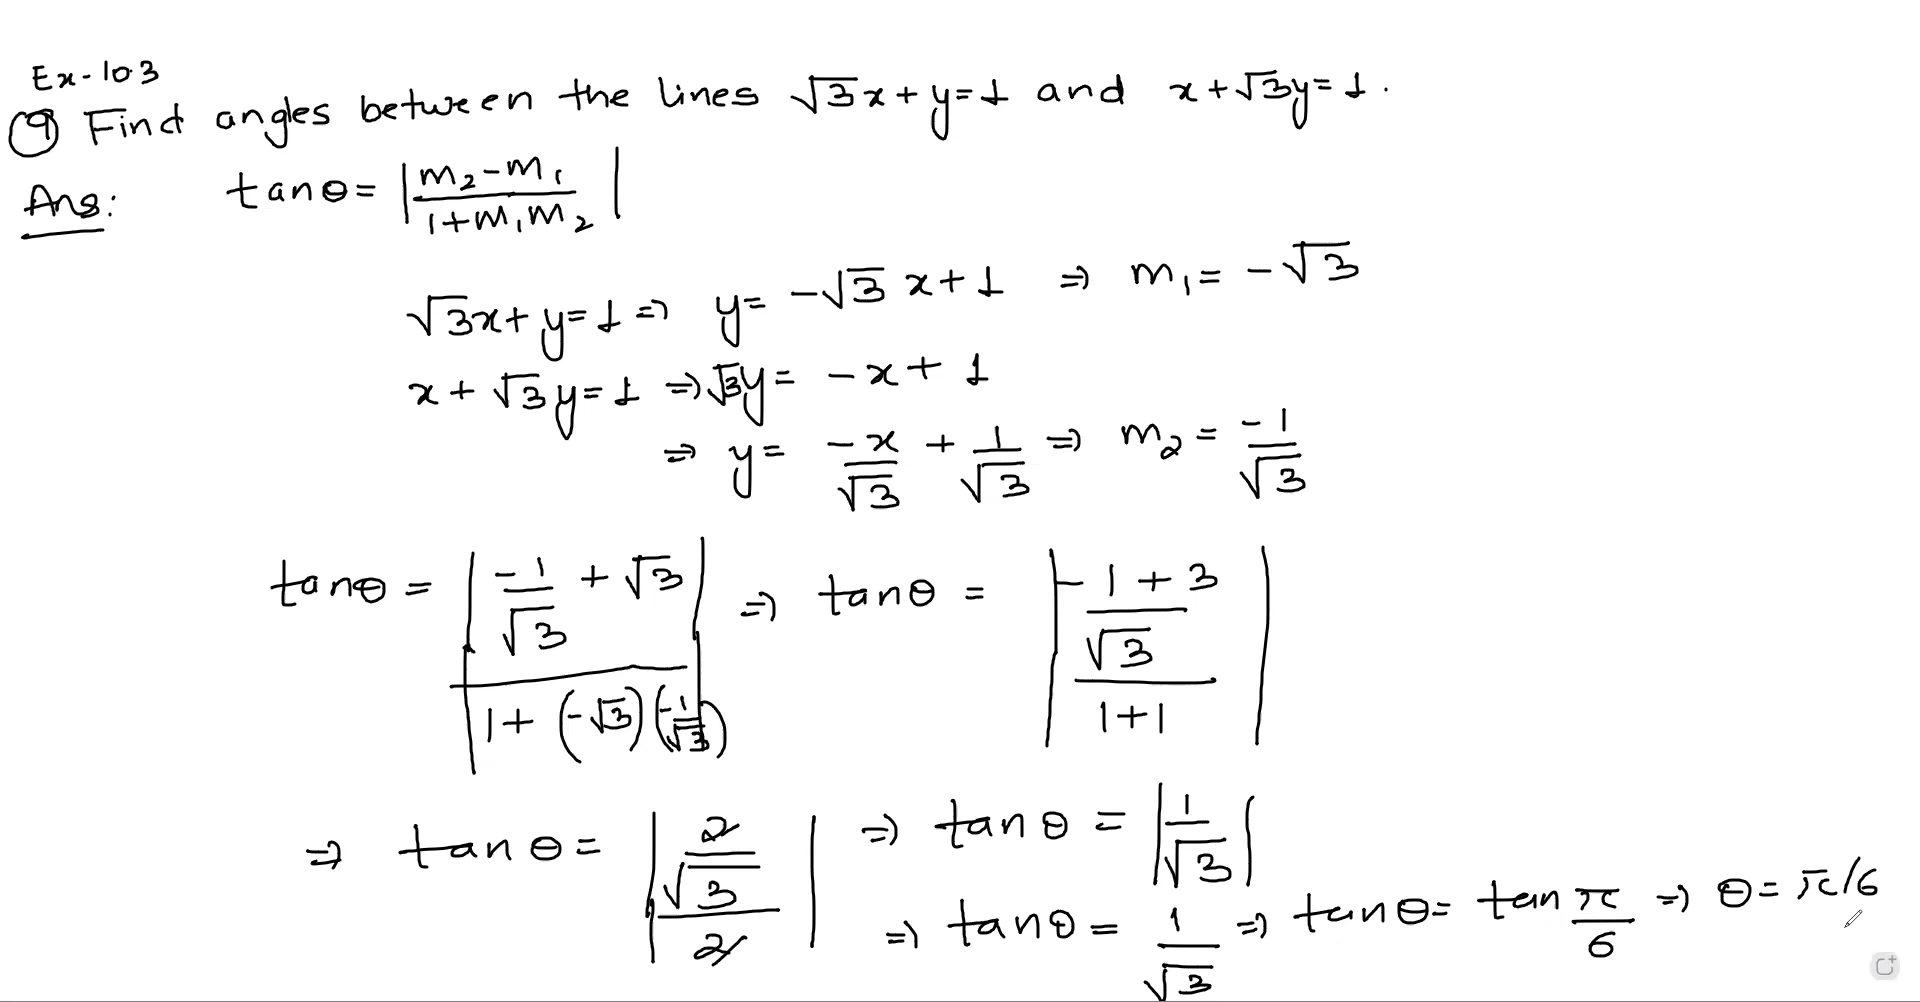 Ex-10.3
⑨ Find angles between the lines √3x+y=1 and x+√3y=1.
Ans: tanθ = |(m₂-m₁)/(1+m₁m₂)|
√3x+y=1 ⇒ y= -√3 x+1 ⇒ m₁= -√3
x+√3y=1 ⇒ √3y= -x+1
⇒ y= -x/√3 + 1/√3 ⇒ m₂ = -1/√3
tanθ = |(-1/√3 + √3)/(1+(-√3)(-1/√3))| ⇒ tanθ = |((-1+3)/√3)/(1+1)|
⇒ tanθ = |(2/√3)/2| ⇒ tanθ = |1/√3|
⇒ tanθ = 1/√3 ⇒ tanθ= tan π/6 ⇒ θ= π/6